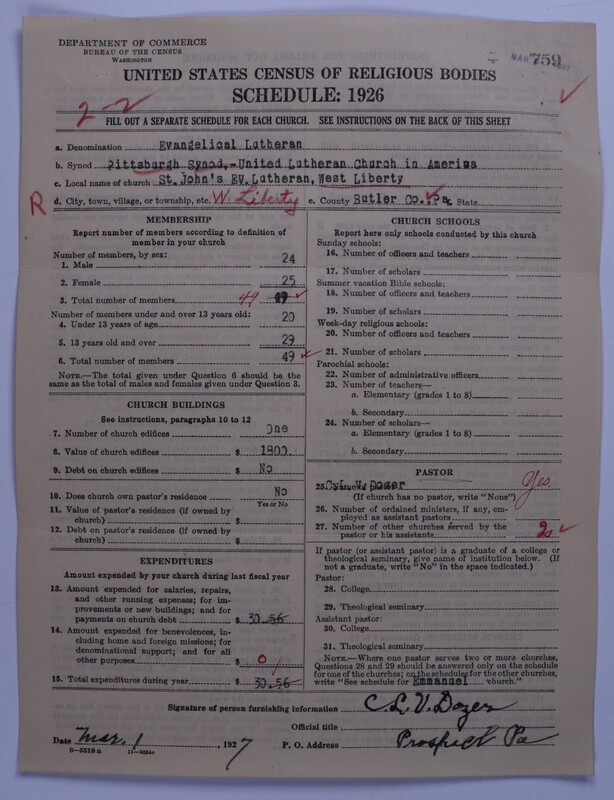 DEPARTMENT OF COMMERCE
BUREAU OF THE CENSUS
WASHINGTON
MAR 759
UNITED STATES CENSUS OF RELIGIOUS BODIES
SCHEDULE: 1926
2-2
FILL OUT A SEPARATE SCHEDULE FOR EACH CHURCH. SEE INSTRUCTIONS ON THE BACK OF THIS SHEET
a. Denomination Evangelical Lutheran
b. Synod Pittsburgh Synod,-United Lutheran Church in America
c. Local name of church St.John's EV.Lutheran, West Liberty
R d. City, town, village, or township, etc. W. Liberty e. County Butler Co. Pa. State
MEMBERSHIP
Report number of members according to definition of member in your church
Number of members, by sex:
1. Male 24
2. Female 25
3. Total number of members 49 49
Number of members under and over 13 years old:
4. Under 13 years of age 20
5. 13 years old and over 29
6. Total number of members 49
NOTE.—The total given under Question 6 should be the same as the total of males and females given under Question 3.
CHURCH BUILDINGS
See instructions, paragraphs 10 to 12
7. Number of church edifices One
8. Value of church edifices $ 1800.
9. Debt on church edifices $ No
10. Does church own pastor's residence No
Yes or No
11. Value of pastor's residence (if owned by church) $
12. Debt on pastor's residence (if owned by church) $
EXPENDITURES
Amount expended by your church during last fiscal year
13. Amount expended for salaries, repairs, and other running expenses; for improvements or new buildings; and for payments on church debt $ 30.56
14. Amount expended for benevolences, including home and foreign missions; for denominational support; and for all other purposes $ 0
15. Total expenditures during year $ 30.56
CHURCH SCHOOLS
Report here only schools conducted by this church
Sunday schools:
16. Number of officers and teachers
17. Number of scholars
Summer vacation Bible schools:
18. Number of officers and teachers
19. Number of scholars
Week-day religious schools:
20. Number of officers and teachers
21. Number of scholars
Parochial schools:
22. Number of administrative officers
23. Number of teachers—
a. Elementary (grades 1 to 8)
b. Secondary
24. Number of scholars—
a. Elementary (grades 1 to 8)
b. Secondary
PASTOR
25. C.L.V.Dozer Yes.
(If church has no pastor, write "None")
26. Number of ordained ministers, if any, employed as assistant pastors
27. Number of other churches served by the pastor or his assistants 2
If pastor (or assistant pastor) is a graduate of a college or theological seminary, give name of institution below. (If not a graduate, write "No" in the space indicated.)
Pastor:
28. College
29. Theological seminary
Assistant pastor:
30. College
31. Theological seminary
NOTE.—Where one pastor serves two or more churches, Questions 28 and 29 should be answered only on the schedule for one of the churches; on the schedules for the other churches, write "See schedule for Emmanuel church."
Signature of person furnishing information C L. V. Dozer
Official title
Date Mar. 1, 1927 P. O. Address Prospect Pa
8-5518a 11-9564